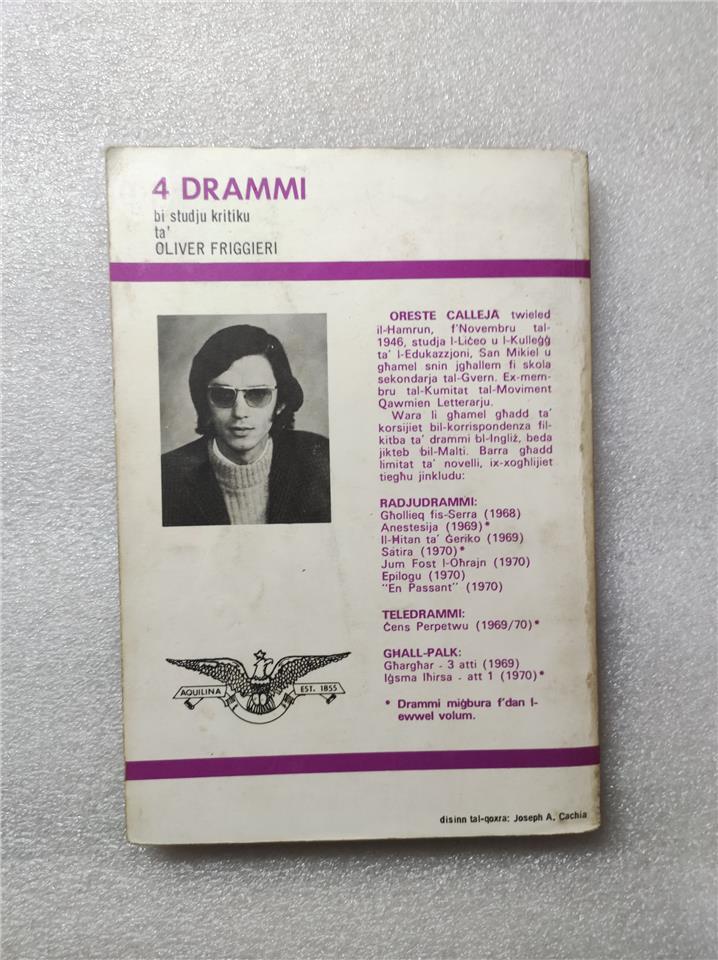 4 DRAMMI
bi studju kritiku
ta'
OLIVER FRIGGIERI
ORESTE CALLEJA twieled
il-Hamrun, f'Novembru tal-
1946, studja l-Liċeo u l-Kulleġġ
ta' l-Edukazzjoni, San Mikiel u
għamel snin jgħallem fi skola
sekondarja tal-Gvern. Ex-mem-
bru tal-Kumitat tal-Moviment
Qawmien Letterarju.
Wara li għamel għadd ta'
korsijiet bil-korrispondenza fil-
kitba ta' drammi bl-Ingliż, beda
jikteb bil-Malti. Barra għadd
limitat ta' novelli, ix-xogħlijiet
tiegħu jinkludu:
RADJUDRAMMI:
Għollieq fis-Serra (1968)
Anestesija (1969)*
Il-Ħitan ta' Ġeriko (1969)
Satira (1970)*
Jum Fost l-Oħrajn (1970)
Epilogu (1970)
"En Passant" (1970)
TELEDRAMMI:
Ċens Perpetwu (1969/70)*
GĦALL-PALK:
Għargħar - 3 atti (1969)
Iġsma Iħirsa - att 1 (1970)*
* Drammi miġbura f'dan l-
ewwel volum.
AQUILINA EST. 1855
disinn tal-qoxra: Joseph A. Cachia